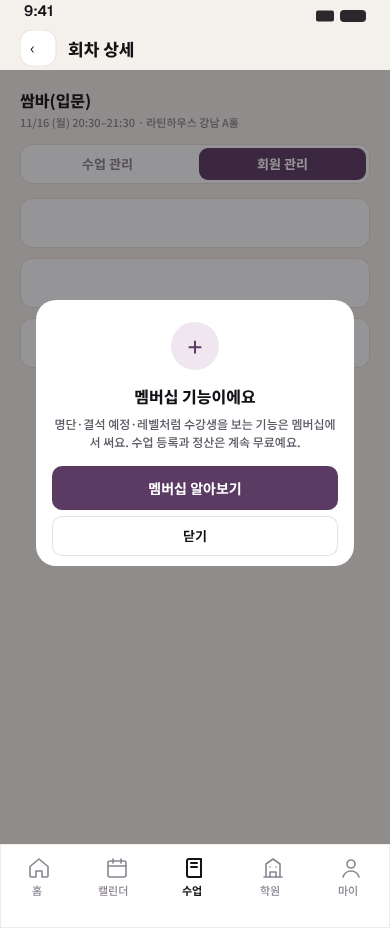 9:41
‹ 회차 상세
쌈바(입문)
11/16 (월) 20:30–21:30 · 라틴하우스 강남 A홀
수업 관리 회원 관리
+
멤버십 기능이에요
명단·결석 예정·레벨처럼 수강생을 보는 기능은 멤버십에
서 써요. 수업 등록과 정산은 계속 무료예요.
멤버십 알아보기
닫기
홈 캘린더 수업 학원 마이